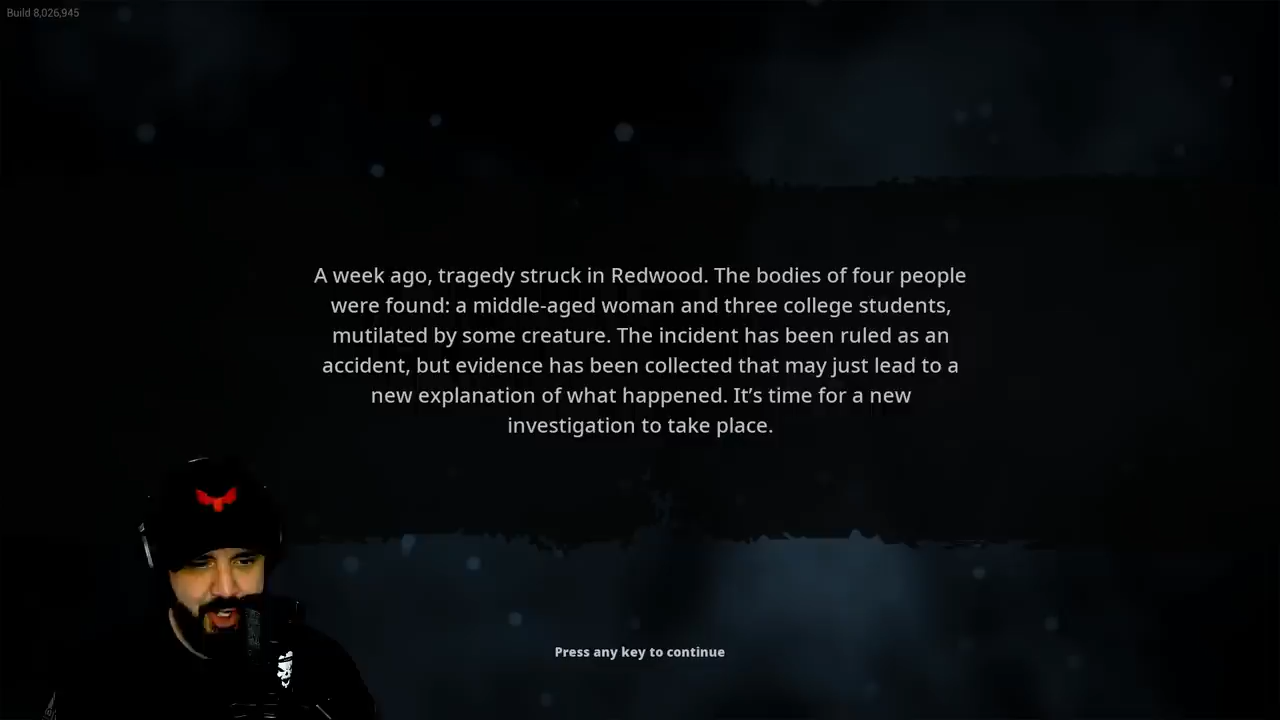 Build 8,026,945
A week ago, tragedy struck in Redwood. The bodies of four people
were found: a middle-aged woman and three college students,
mutilated by some creature. The incident has been ruled as an
accident, but evidence has been collected that may just lead to a
new explanation of what happened. It’s time for a new
investigation to take place.
Press any key to continue